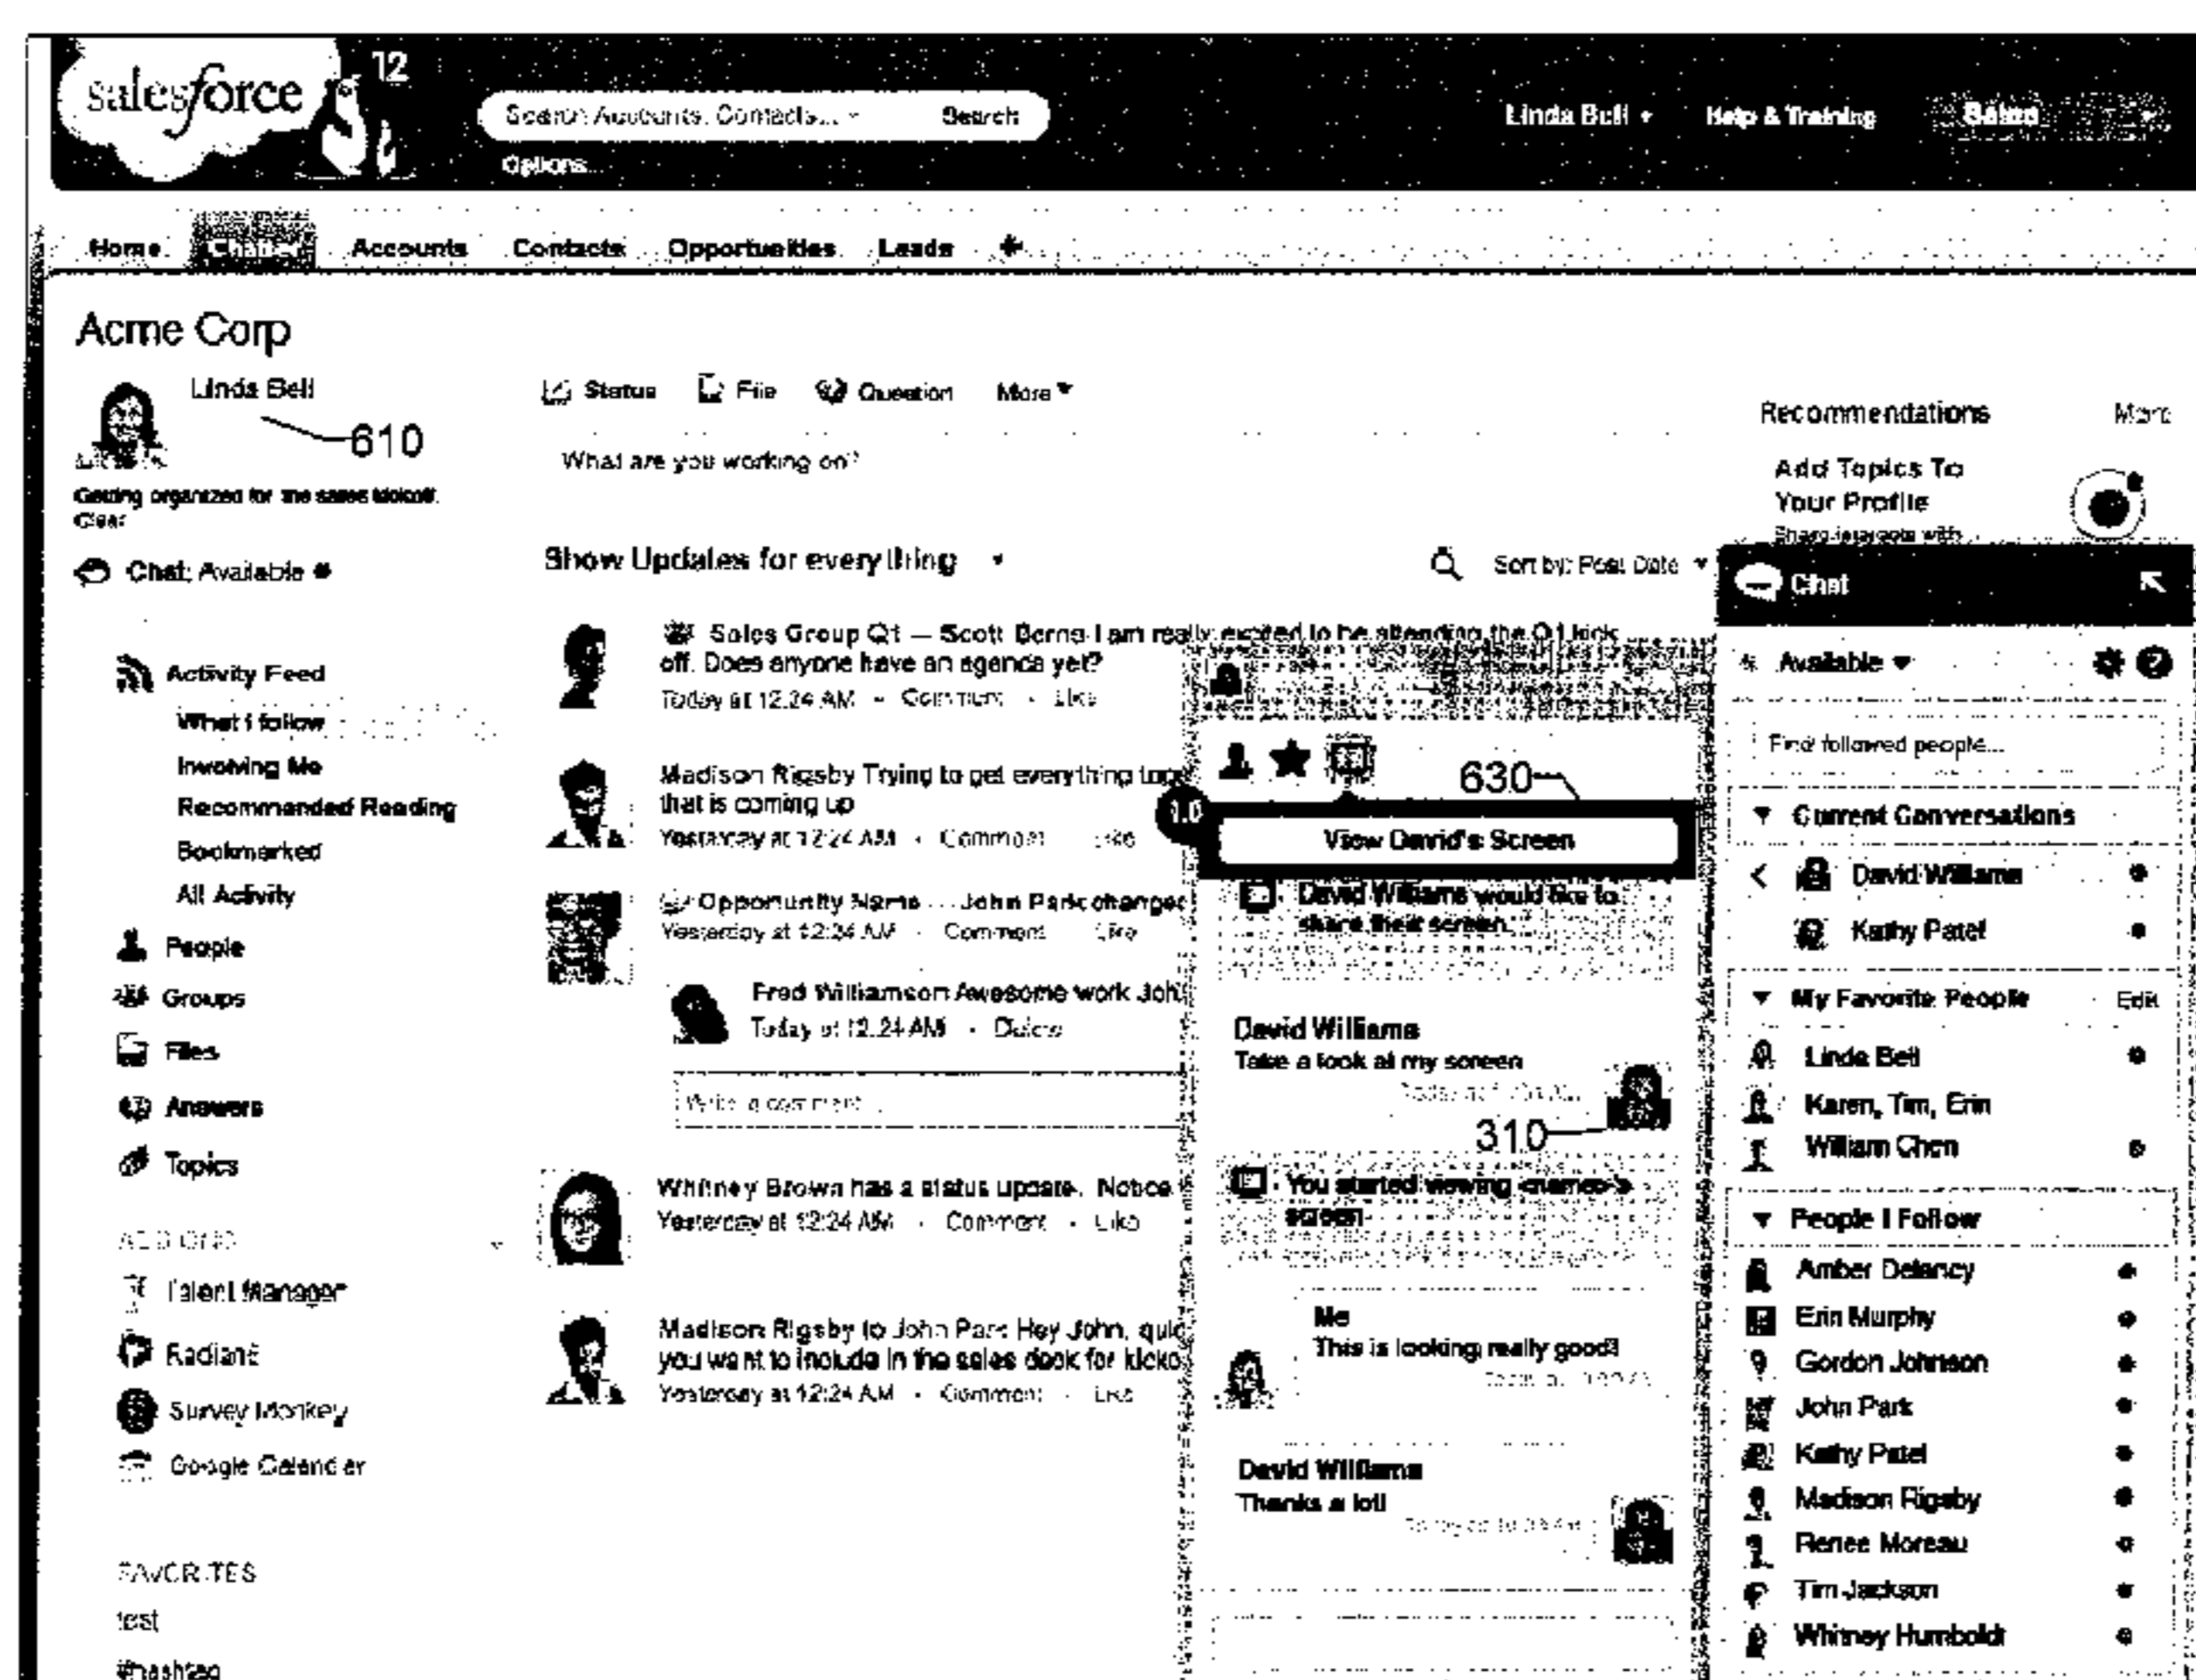 salesforce
12
Search Accounts, Contacts...
Search
Options...
Linda Bell
Help & Training
Sales
Home
Accounts
Contacts
Opportunities
Leads
Acme Corp
Linda Bell
610
Getting organized for the sales kickoff.
Clear
Chat: Available
Status
File
Question
More
What are you working on?
Show Updates for everything
Sort by: Post Date
Recommendations
More
Add Topics To
Your Profile
Share interests with
Activity Feed
What I follow
Involving Me
Recommended Reading
Bookmarked
All Activity
People
Groups
Files
Answers
Topics
Talent Manager
Survey Monkey
Google Calendar
FAVORITES
test
#hashtag
Sales Group Q1 — Scott Berns I am really excited to be attending the Q1 kick
off. Does anyone have an agenda yet?
Today at 12:24 AM · Comment · Like
Madison Rigsby Trying to get everything toge
that is coming up
Yesterday at 12:24 AM · Comment · Like
Opportunity Name — John Park changed
Yesterday at 12:24 AM · Comment · Like
Fred Williamson Awesome work Joh
Today at 12:24 AM · Delete
Write a comment...
Whitney Brown has a status update. Notice
Yesterday at 12:24 AM · Comment · Like
Madison Rigsby to John Park Hey John, quic
you want to include in the sales deck for kicko
Yesterday at 12:24 AM · Comment · Like
630
1.0
View David's Screen
David Williams would like to
share their screen.
David Williams
Take a look at my screen
310
You started viewing <name>'s
screen
Me
This is looking really good!
David Williams
Thanks a lot!
Chat
Available
Find followed people...
Current Conversations
David Williams
Kathy Patel
My Favorite People
Edit
Linda Bell
Karen, Tim, Erin
William Chen
People I Follow
Amber Delancy
Erin Murphy
Gordon Johnson
John Park
Kathy Patel
Madison Rigsby
Renee Moreau
Tim Jackson
Whitney Humboldt